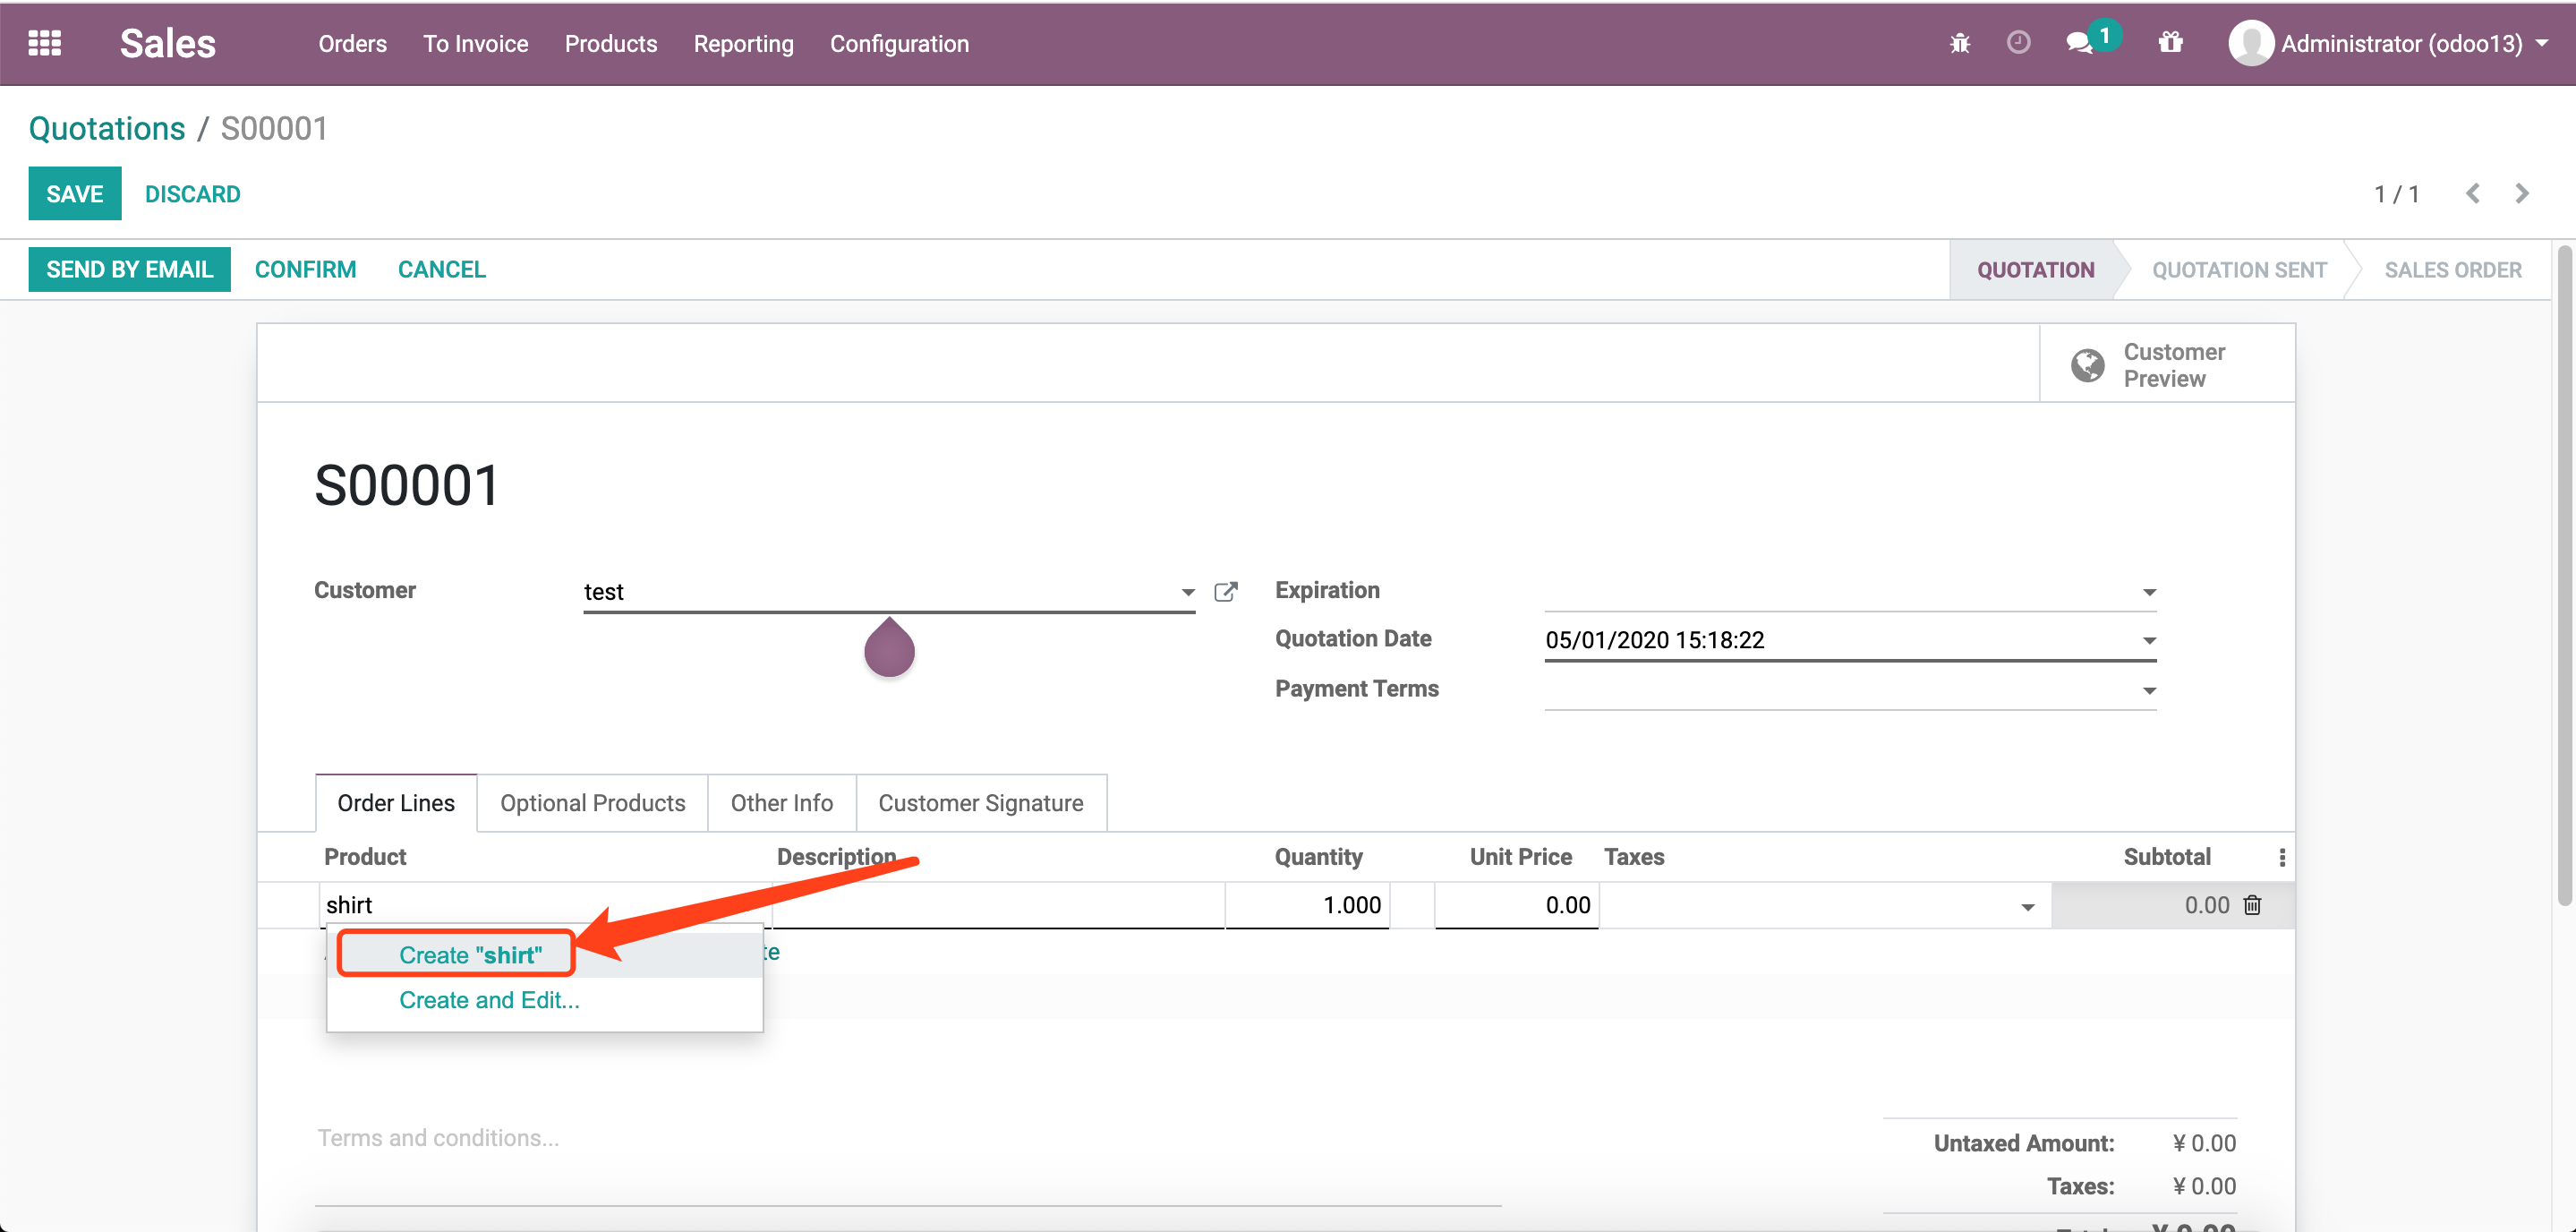 Sales Orders To Invoice Products Reporting Configuration 1 Administrator (odoo13)
Quotations / S00001
SAVE DISCARD 1 / 1
SEND BY EMAIL CONFIRM CANCEL QUOTATION QUOTATION SENT SALES ORDER
Customer
Preview
S00001
Customer test Expiration
Quotation Date 05/01/2020 15:18:22
Payment Terms
Order Lines Optional Products Other Info Customer Signature
Product Description Quantity Unit Price Taxes Subtotal
shirt 1.000 0.00 0.00
Create "shirt"
Create and Edit...
Terms and conditions...
Untaxed Amount: ¥ 0.00
Taxes: ¥ 0.00